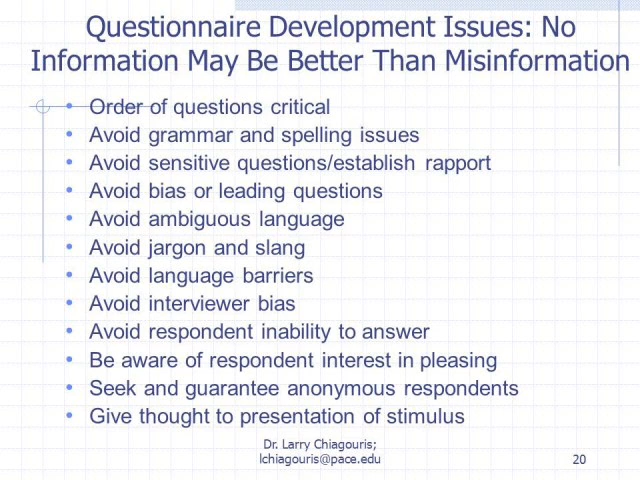 Questionnaire Development Issues: No
Information May Be Better Than Misinformation
• Order of questions critical
• Avoid grammar and spelling issues
• Avoid sensitive questions/establish rapport
• Avoid bias or leading questions
• Avoid ambiguous language
• Avoid jargon and slang
• Avoid language barriers
• Avoid interviewer bias
• Avoid respondent inability to answer
• Be aware of respondent interest in pleasing
• Seek and guarantee anonymous respondents
• Give thought to presentation of stimulus
Dr. Larry Chiagouris;
lchiagouris@pace.edu
20